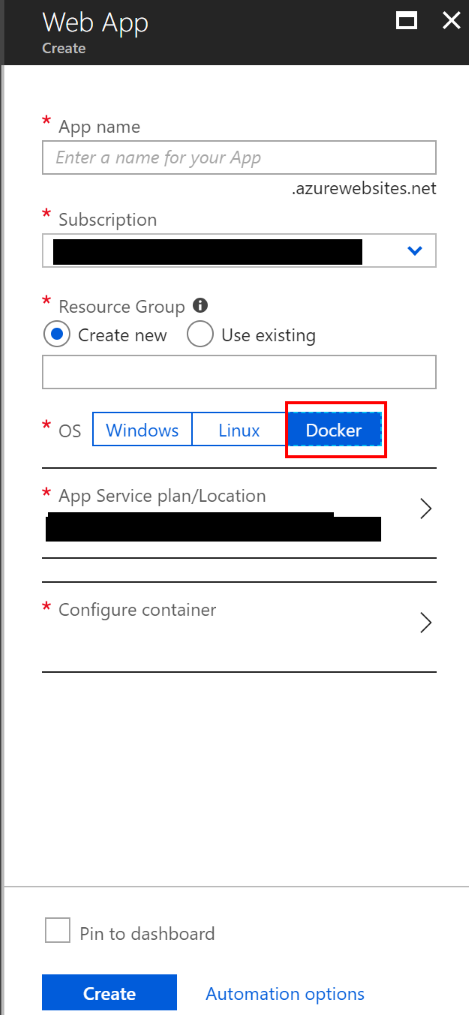 Web App
Create
* App name
Enter a name for your App
.azurewebsites.net
* Subscription
* Resource Group
Create new Use existing
* OS Windows Linux Docker
* App Service plan/Location
* Configure container
Pin to dashboard
Create Automation options